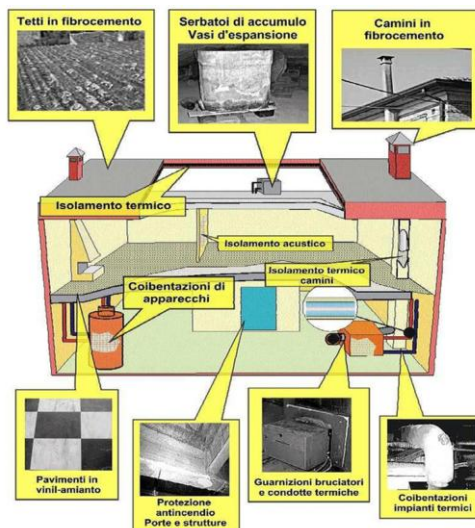 Tetti in fibrocemento
Serbatoi di accumulo
Vasi d'espansione
Camini in
fibrocemento
Isolamento termico
Isolamento acustico
Isolamento termico
camini
Coibentazioni di
apparecchi
Pavimenti in
vinil-amianto
Protezione
antincendio
Porte e strutture
Guarnizioni bruciatori
e condotte termiche
Coibentazioni
impianti termici